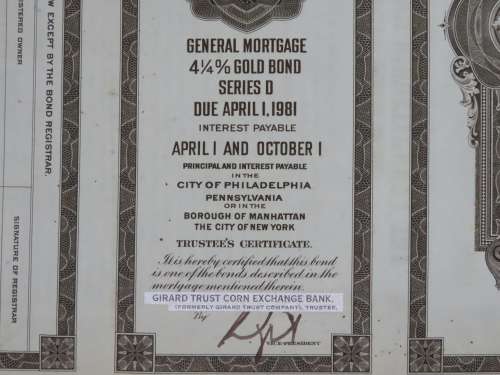 GENERAL MORTGAGE
4¼% GOLD BOND
SERIES D
DUE APRIL 1, 1981
INTEREST PAYABLE
APRIL 1 AND OCTOBER 1
PRINCIPAL AND INTEREST PAYABLE
IN THE
CITY OF PHILADELPHIA
PENNSYLVANIA
OR IN THE
BOROUGH OF MANHATTAN
THE CITY OF NEW YORK
TRUSTEE'S CERTIFICATE.
It is hereby certified that this bond
is one of the bonds described in the
mortgage mentioned herein.
GIRARD TRUST CORN EXCHANGE BANK,
(FORMERLY GIRARD TRUST COMPANY), TRUSTEE,
By
VICE-PRESIDENT
W EXCEPT BY THE BOND REGISTRAR.
GISTERED OWNER
SIGNATURE OF REGISTRAR